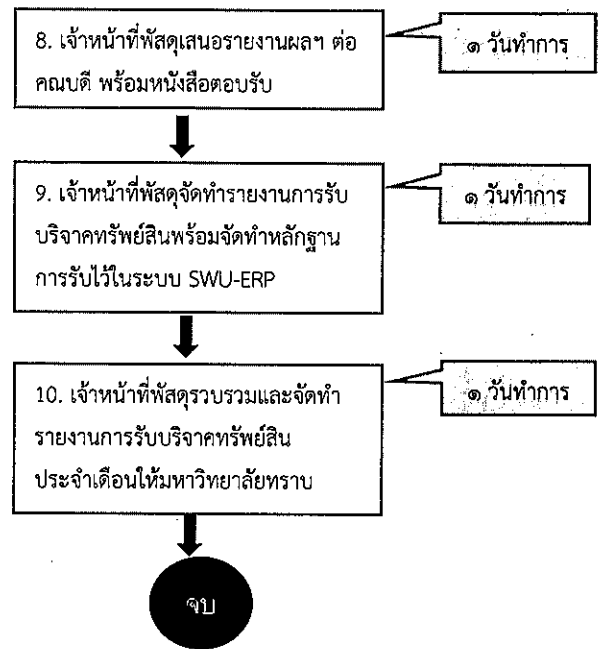 8. เจ้าหน้าที่พัสดุเสนอรายงานผลฯ ต่อ
คณบดี พร้อมหนังสือตอบรับ
๑ วันทำการ
9. เจ้าหน้าที่พัสดุจัดทำรายงานการรับ
บริจาคทรัพย์สินพร้อมจัดทำหลักฐาน
การรับไว้ในระบบ SWU-ERP
๑ วันทำการ
10. เจ้าหน้าที่พัสดุรวบรวมและจัดทำ
รายงานการรับบริจาคทรัพย์สิน
ประจำเดือนให้มหาวิทยาลัยทราบ
๑ วันทำการ
จบ